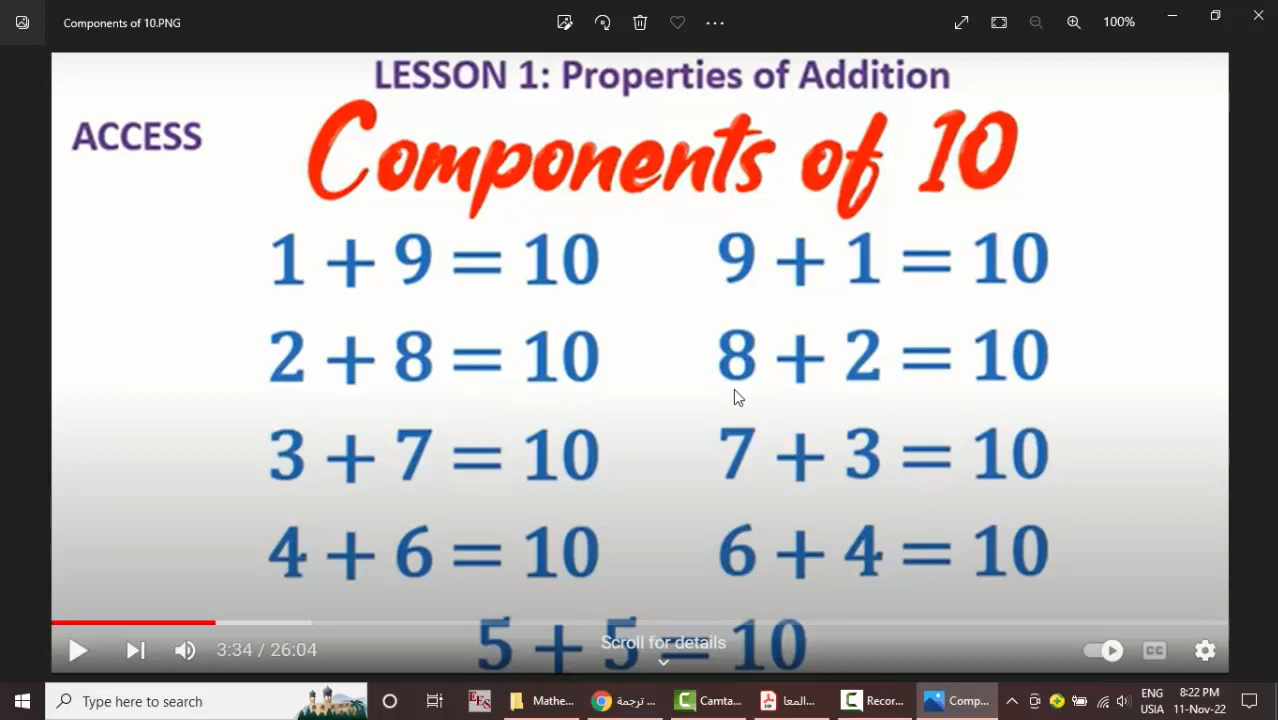 Components of 10.PNG
100%
LESSON 1: Properties of Addition
ACCESS
Components of 10
1 + 9 = 10
9 + 1 = 10
2 + 8 = 10
8 + 2 = 10
3 + 7 = 10
7 + 3 = 10
4 + 6 = 10
6 + 4 = 10
5 + 5 = 10
Scroll for details
3:34 / 26:04
CC
Type here to search
EES
Mathe...
ترجمة ...
Camta...
المعا...
Recor...
Comp...
ENG
USA
8:22 PM
11-Nov-22